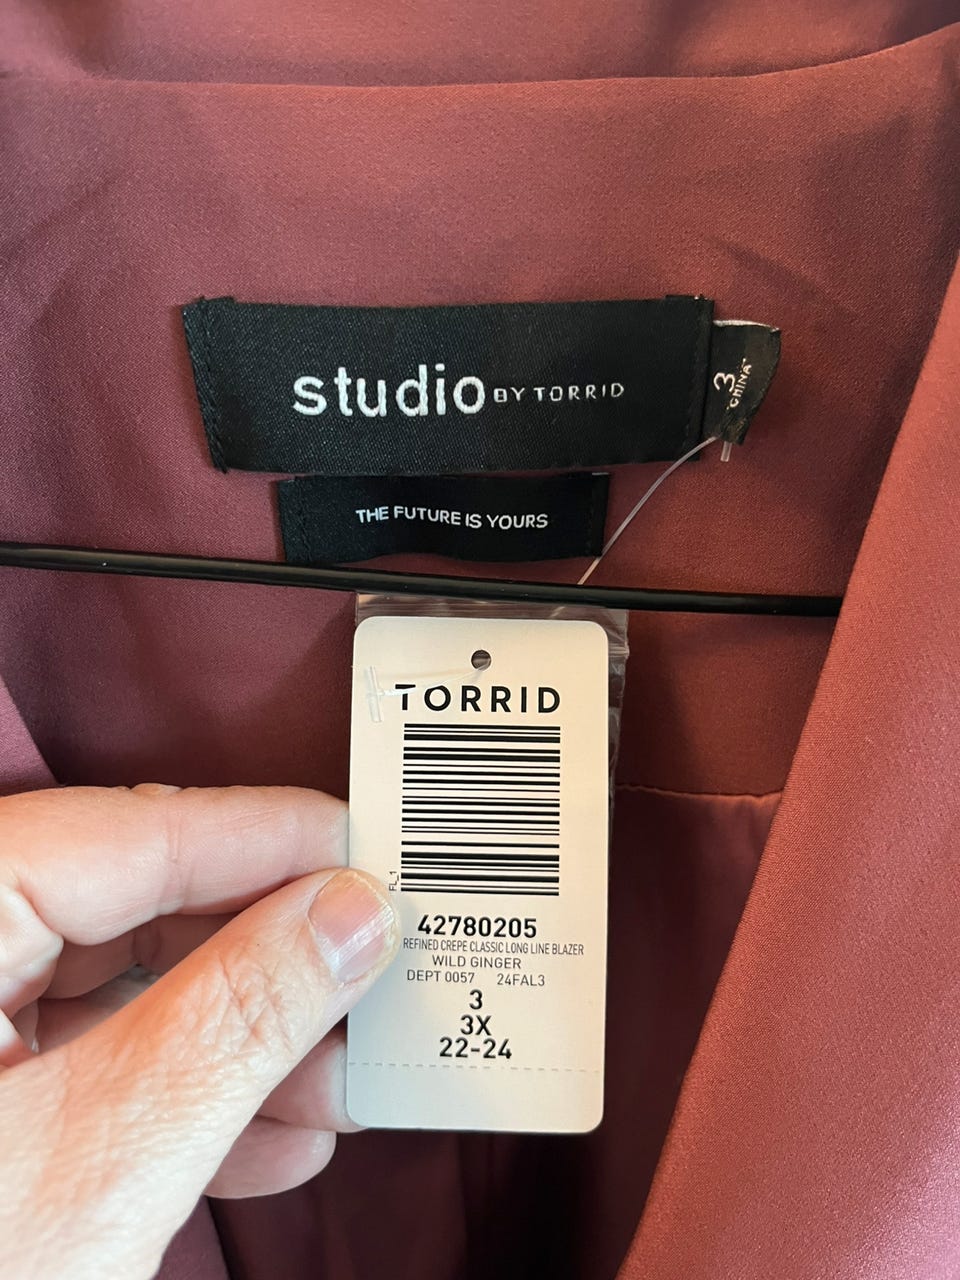 studio BY TORRID
3
CHINA
THE FUTURE IS YOURS
TORRID
FL_1
42780205
REFINED CREPE CLASSIC LONG LINE BLAZER
WILD GINGER
DEPT 0057 24FAL3
3
3X
22-24